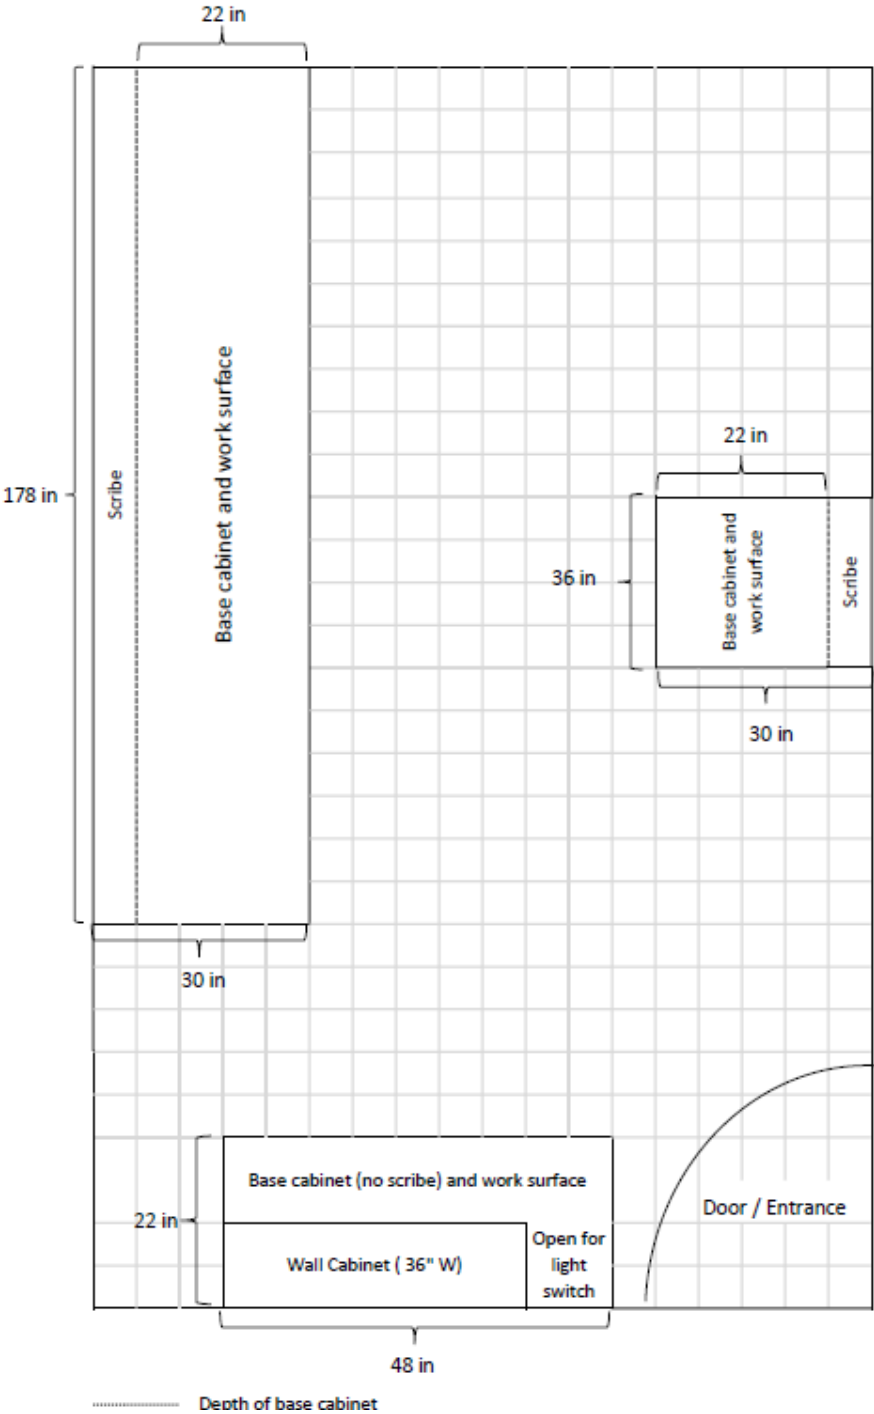 22 in
Base cabinet and work surface
Scribe
178 in
22 in
Base cabinet and
work surface
Scribe
36 in
30 in
30 in
Base cabinet (no scribe) and work surface
Door / Entrance
22 in
Open for
light
switch
Wall Cabinet ( 36" W)
48 in
Depth of base cabinet